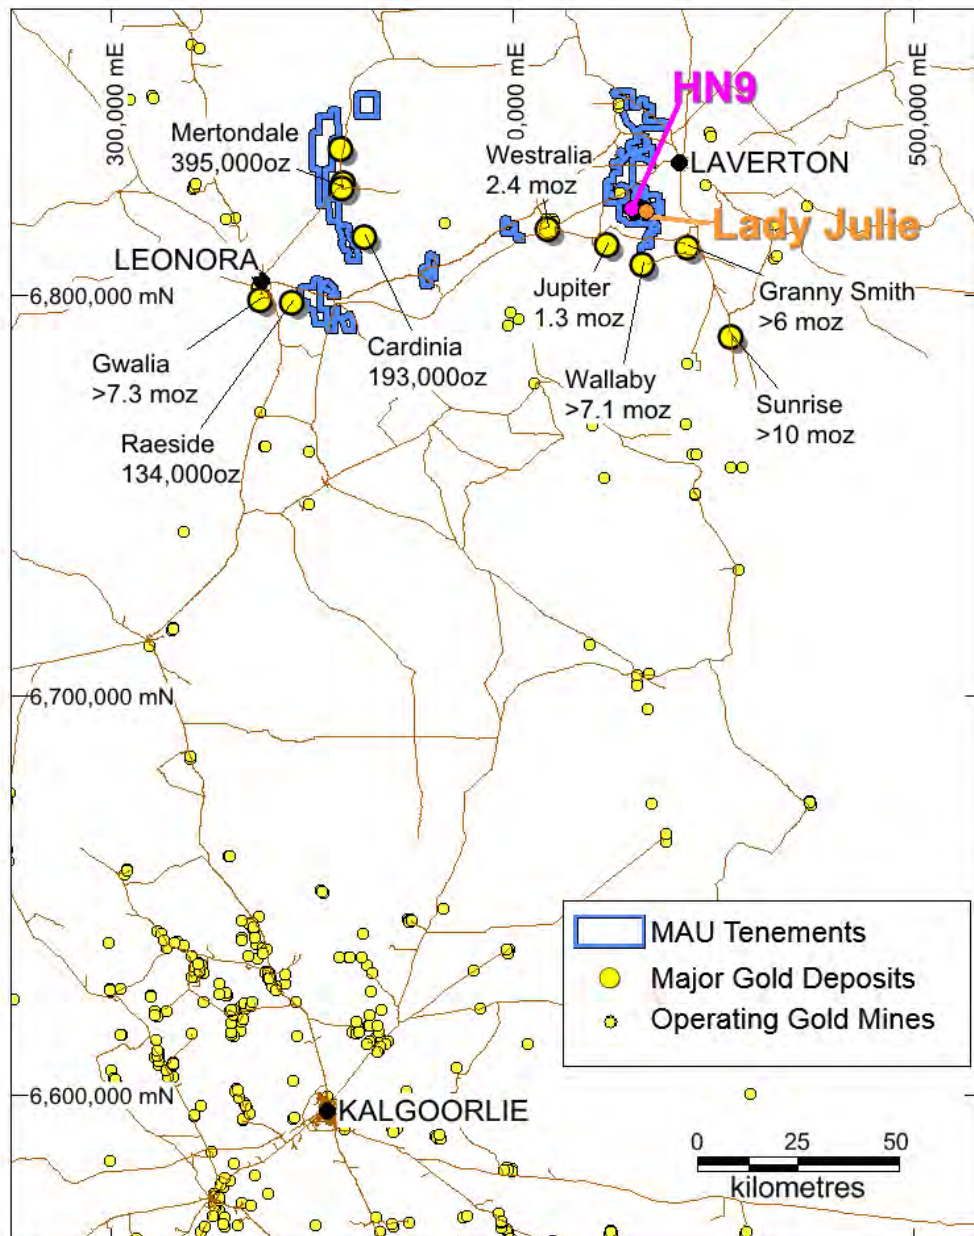 300,000 mE
0,000 mE
500,000 mE
HN9
Mertondale
395,000oz
Westralia
2.4 moz
LAVERTON
Lady Julie
LEONORA
6,800,000 mN
Jupiter
1.3 moz
Granny Smith
>6 moz
Gwalia
>7.3 moz
Cardinia
193,000oz
Wallaby
>7.1 moz
Sunrise
>10 moz
Raeside
134,000oz
6,700,000 mN
MAU Tenements
Major Gold Deposits
Operating Gold Mines
6,600,000 mN
KALGOORLIE
0 25 50
kilometres